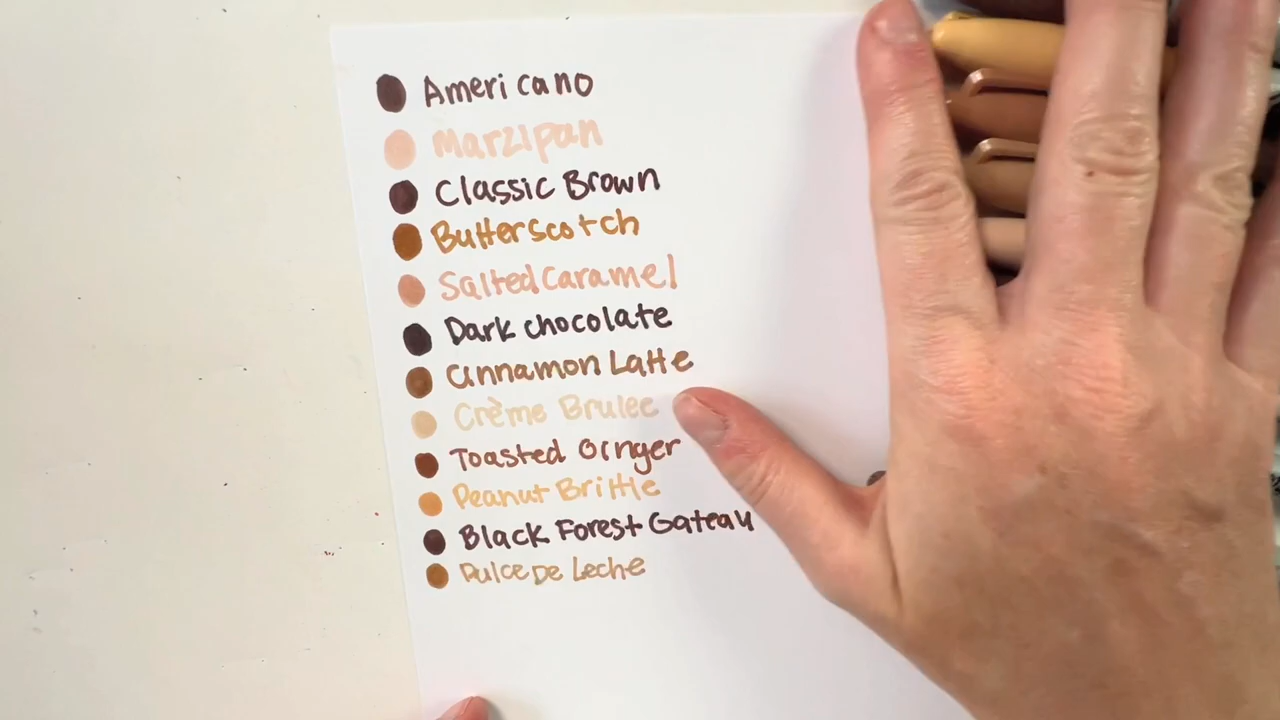 Americano
Marzipan
Classic Brown
Butterscotch
Salted Caramel
Dark chocolate
Cinnamon Latte
Crème Brulee
Toasted Ginger
Peanut Brittle
Black Forest Gateau
Dulce De Leche